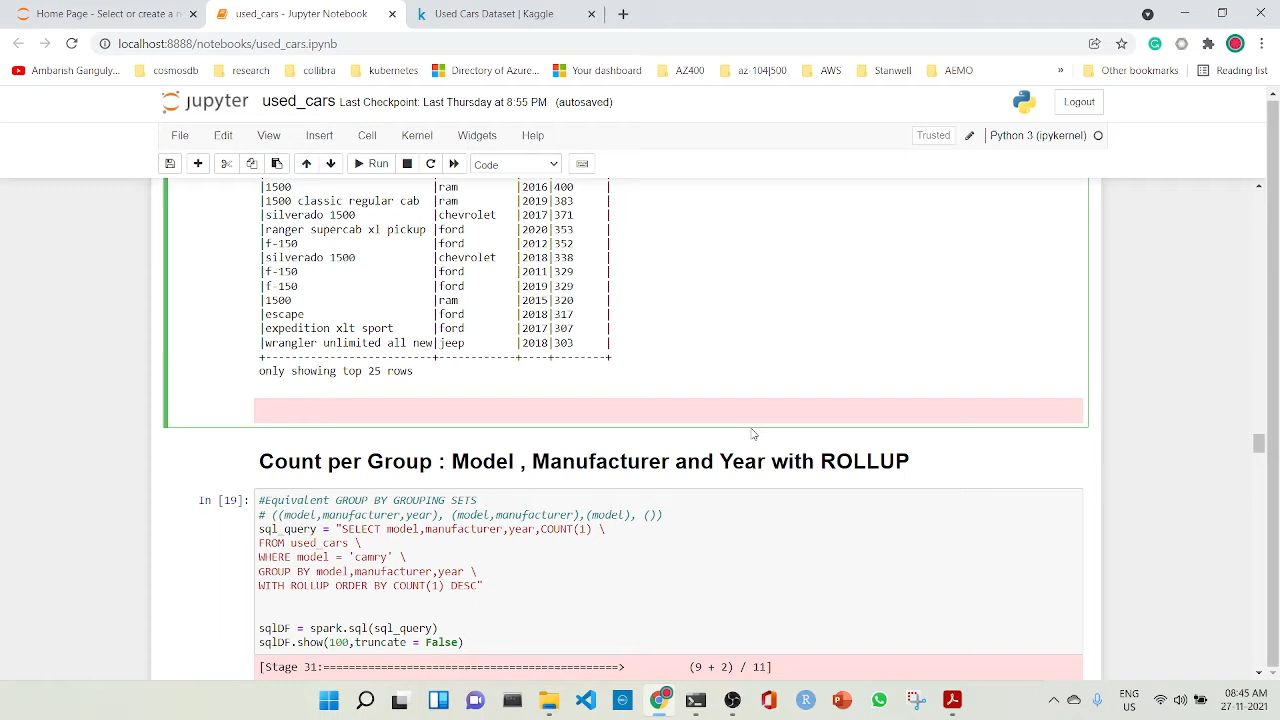 Home Page - Select or create a n
used_cars - Jupyter Notebook
Used Cars Dataset | Kaggle
localhost:8888/notebooks/used_cars.ipynb
Ambarish Ganguly... cosmosdb research collibra kubernetes Directory of Azure... Your dashboard AZ400 az-104|500 AWS Stanwell AEMO » Other bookmarks Reading list
jupyter used_cars Last Checkpoint: Last Thursday at 8:55 PM (autosaved) Logout
File Edit View Insert Cell Kernel Widgets Help Trusted Python 3 (ipykernel)
Run Code
|1500 |ram |2016|400 |
|1500 classic regular cab |ram |2019|383 |
|silverado 1500 |chevrolet |2017|371 |
|ranger supercab xl pickup |ford |2020|353 |
|f-150 |ford |2012|352 |
|silverado 1500 |chevrolet |2018|338 |
|f-150 |ford |2011|329 |
|f-150 |ford |2019|329 |
|1500 |ram |2015|320 |
|escape |ford |2018|317 |
|expedition xlt sport |ford |2017|307 |
|wrangler unlimited all new|jeep |2018|303 |
+--------------------------+------------+----+--------+
only showing top 25 rows
Count per Group : Model , Manufacturer and Year with ROLLUP
In [19]:
#Equivalent GROUP BY GROUPING SETS
# ((model,manufacturer,year), (model,manufacturer),(model), ())
sql_query = "SELECT model,manufacturer,year,COUNT(1) \
FROM used_cars \
WHERE model = 'camry' \
GROUP BY model,manufacturer,year \
WITH ROLLUP ORDER BY COUNT(1) DESC"
sqlDF = spark.sql(sql_query)
sqlDF.show(100,truncate = False)
[Stage 31:=============================================> (9 + 2) / 11]
ENG
US
08:45 AM
27-11-2021